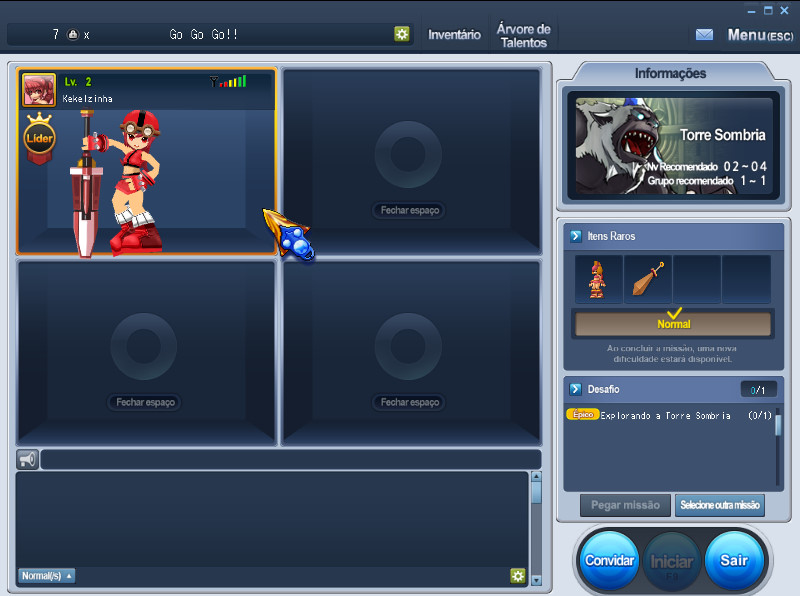 7 x Go Go Go!!
Inventário
Árvore de
Talentos
Menu(ESC)
Lv. 2
Kekelzinha
Líder
Fechar espaço
Fechar espaço
Fechar espaço
Normal(s)
Informações
Torre Sombria
Nv Recomendado 02~04
Grupo recomendado 1~1
Itens Raros
Normal
Ao concluir a missão, uma nova
dificuldade estará disponível.
Desafio 0/1
Épico Explorando a Torre Sombria (0/1)
Pegar missão
Selecione outra missão
Convidar
Iniciar
Sair